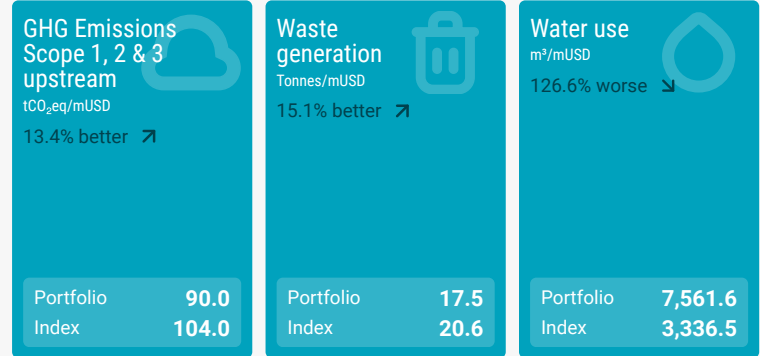 GHG Emissions
Scope 1, 2 & 3
upstream
tCO₂eq/mUSD
13.4% better
Portfolio 90.0
Index 104.0
Waste
generation
Tonnes/mUSD
15.1% better
Portfolio 17.5
Index 20.6
Water use
m³/mUSD
126.6% worse
Portfolio 7,561.6
Index 3,336.5